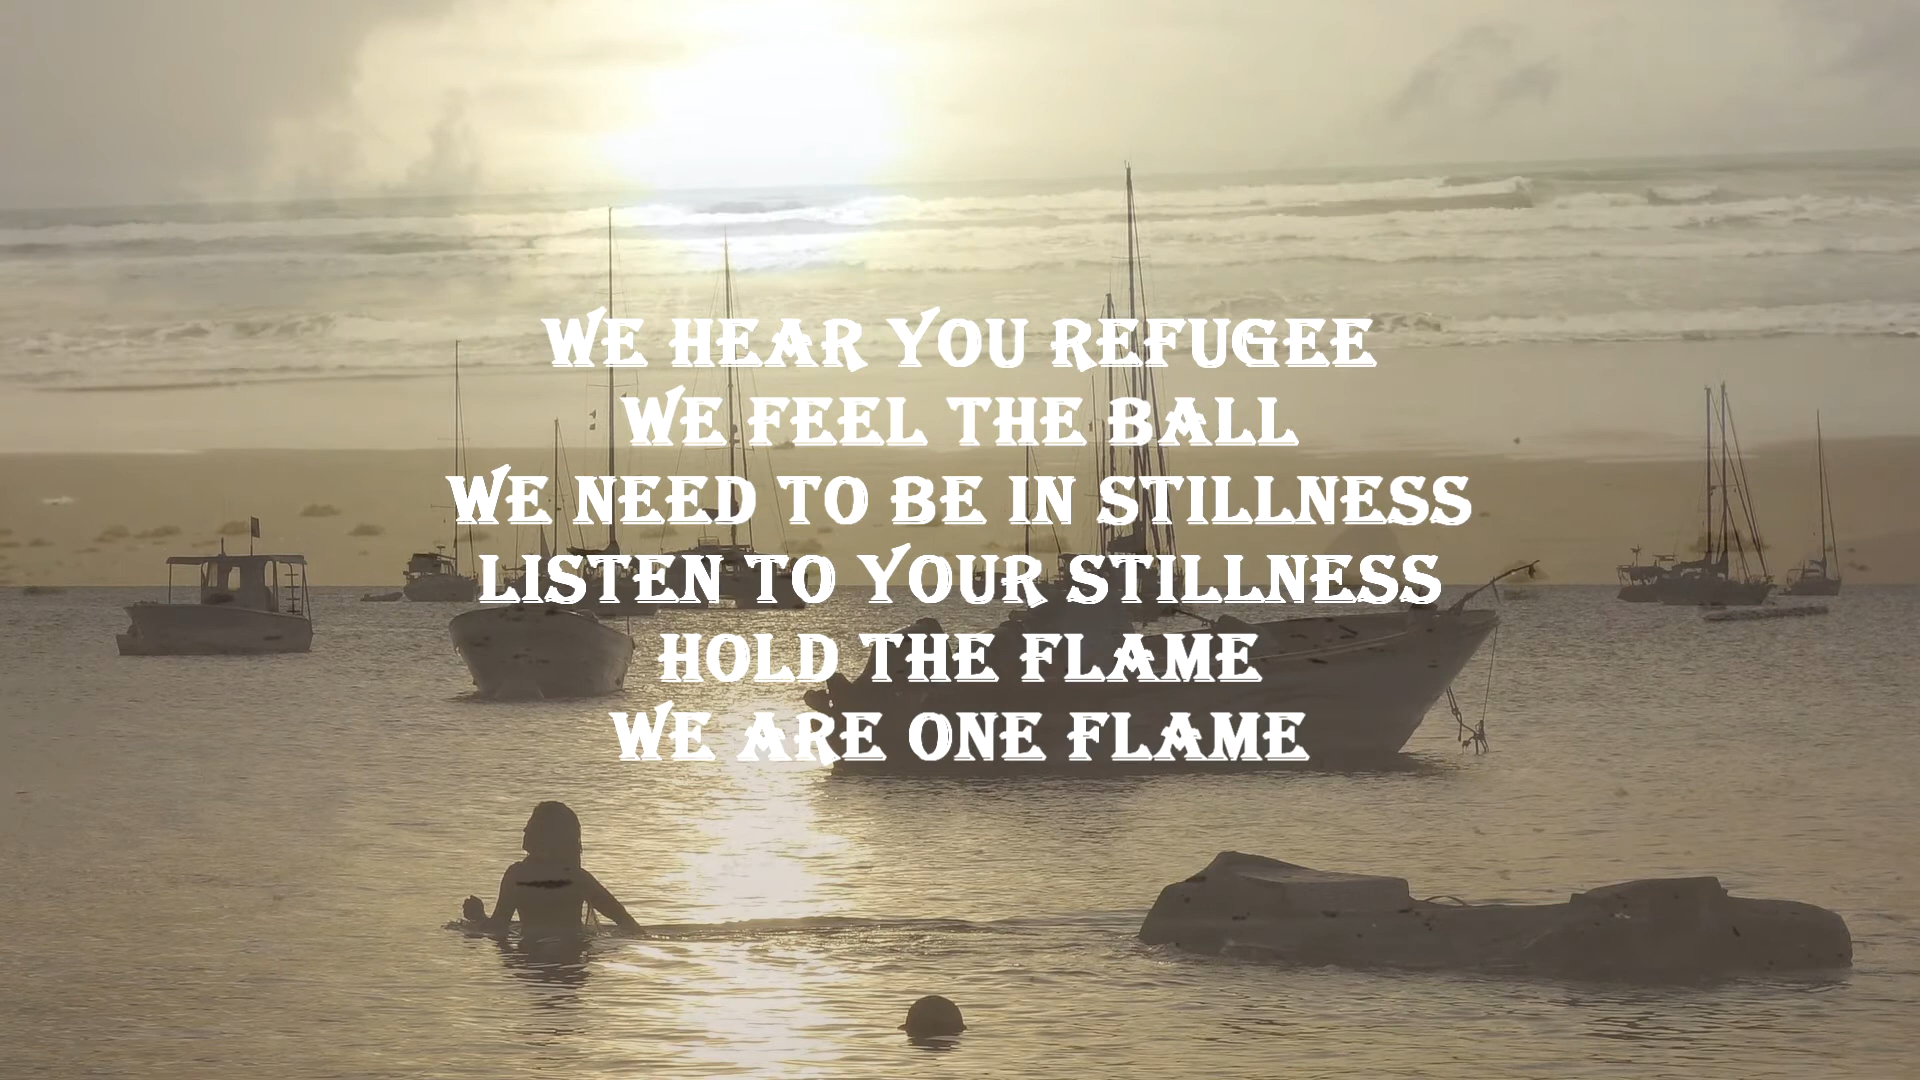 WE HEAR YOU REFUGEE
WE FEEL THE BALL
WE NEED TO BE IN STILLNESS
LISTEN TO YOUR STILLNESS
HOLD THE FLAME
WE ARE ONE FLAME